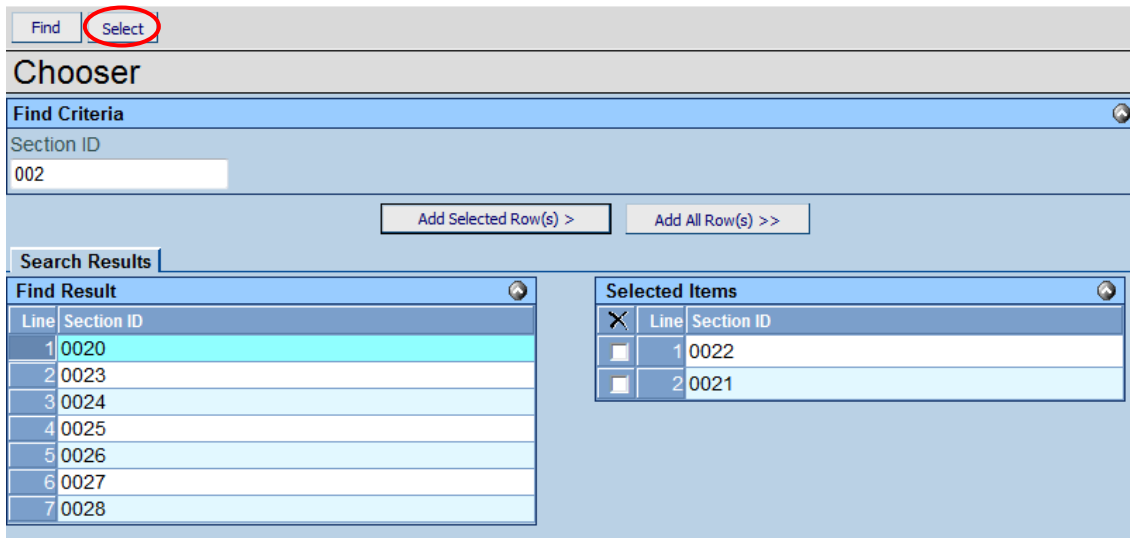 Find Select
Chooser
Find Criteria
Section ID
002
Add Selected Row(s) > Add All Row(s) >>
Search Results
Find Result
Line Section ID
1 0020
2 0023
3 0024
4 0025
5 0026
6 0027
7 0028
Selected Items
X Line Section ID
1 0022
2 0021